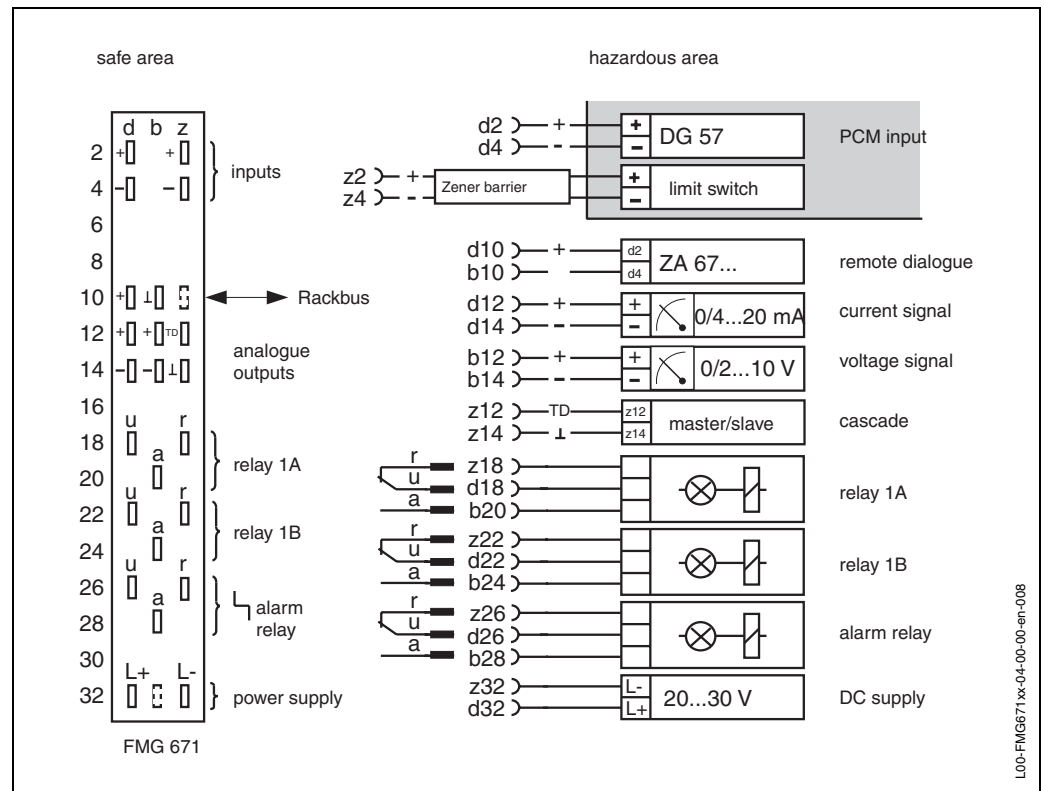 safe area
hazardous area
d b z
2 + +
4 - -
inputs
6
8
10 + ⊥
Rackbus
12 + + TD
14 - - ⊥
analogue
outputs
16
u r
18
a
20
relay 1A
u r
22
a
24
relay 1B
u r
26
a
28
alarm
relay
30
L+ L-
32
power supply
FMG 671
d2 + + DG 57 PCM input
d4 - -
z2 + Zener barrier + limit switch
z4 - -
d10 + d2 ZA 67... remote dialogue
b10 d4
d12 + + 0/4...20 mA current signal
d14 - -
b12 + + 0/2...10 V voltage signal
b14 - -
z12 TD z12 master/slave cascade
z14 ⊥ z14
r z18
u d18 relay 1A
a b20
r z22
u d22 relay 1B
a b24
r z26
u d26 alarm relay
a b28
z32 L- 20...30 V DC supply
d32 L+
L00-FMG671xx-04-00-00-en-008